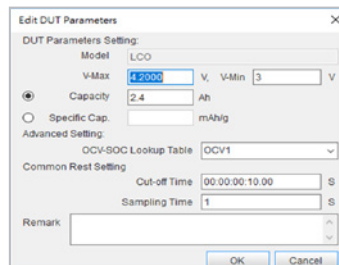 Edit DUT Parameters ×
DUT Parameters Setting:
Model LCO
V-Max 4.2000 V, V-Min 3 V
Capacity 2.4 Ah
Specific Cap. mAh/g
Advanced Setting:
OCV-SOC Lookup Table OCV1
Common Rest Setting
Cut-off Time 00:00:00:10.00 S
Sampling Time 1 S
Remark
OK Cancel